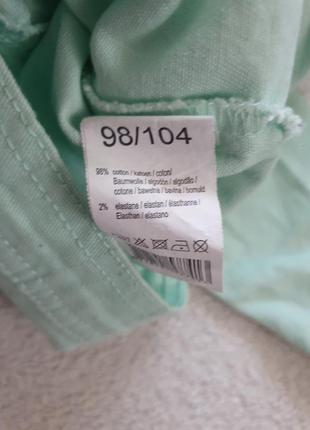 98/104
98% cotton / katoen / coton/
Baumwolle / algodón / algodão /
cotone / bawełna / bavlna / bomuld
2% elastane / elastan / élasthanne /
Elasthan / elastano